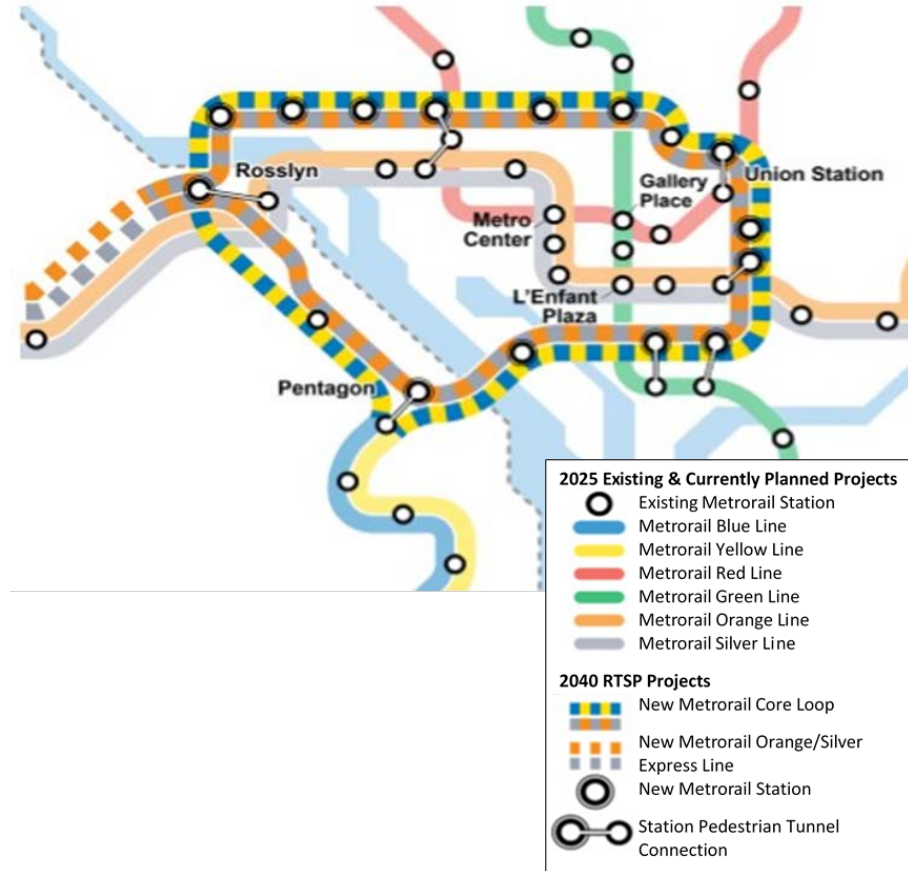 Rosslyn
Union Station
Gallery
Place
Metro
Center
L'Enfant
Plaza
Pentagon
2025 Existing & Currently Planned Projects
Existing Metrorail Station
Metrorail Blue Line
Metrorail Yellow Line
Metrorail Red Line
Metrorail Green Line
Metrorail Orange Line
Metrorail Silver Line
2040 RTSP Projects
New Metrorail Core Loop
New Metrorail Orange/Silver
Express Line
New Metrorail Station
Station Pedestrian Tunnel
Connection